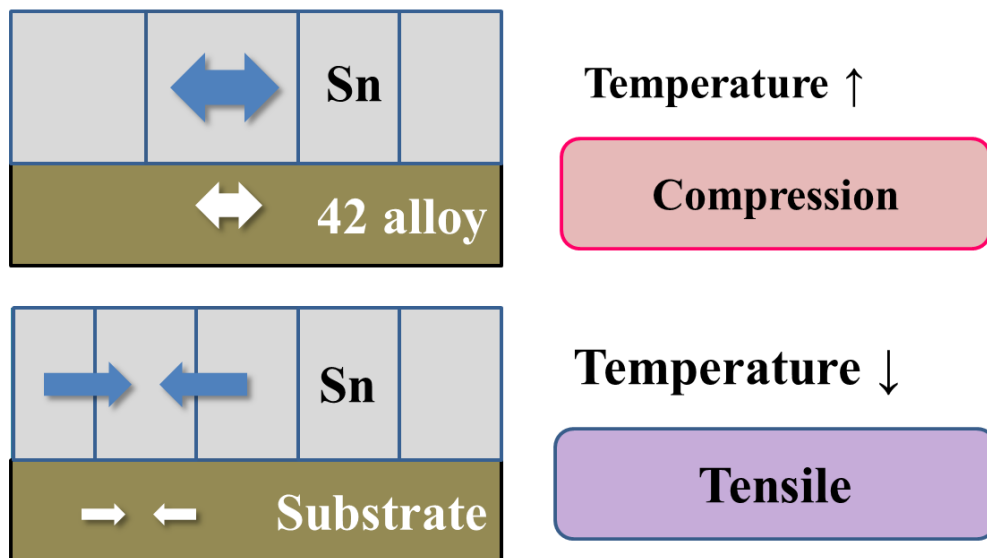 Sn
Temperature ↑
42 alloy
Compression
Sn
Temperature ↓
Substrate
Tensile